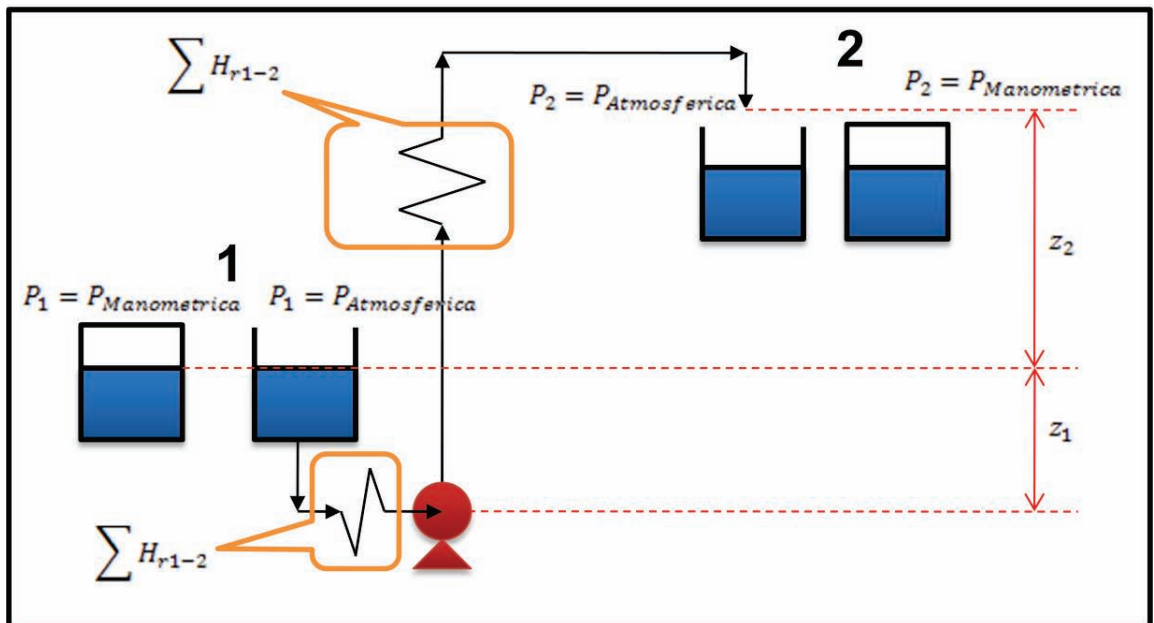 ∑ H_{r1-2}
2
P_2 = P_{Atmosferica}
P_2 = P_{Manometrica}
z_2
1
P_1 = P_{Manometrica}
P_1 = P_{Atmosferica}
z_1
∑ H_{r1-2}